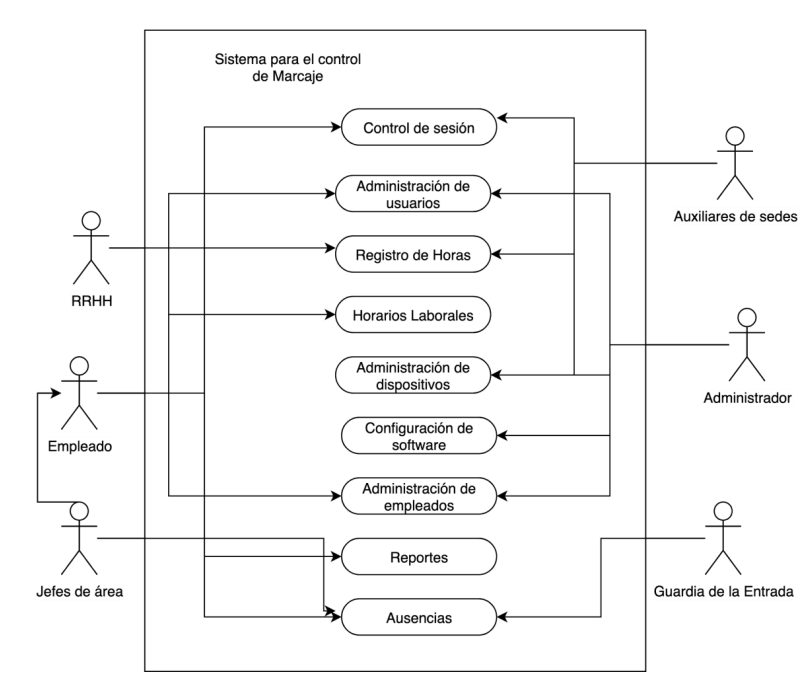 Sistema para el control
de Marcaje
Control de sesión
Administración de
usuarios
Auxiliares de sedes
Registro de Horas
RRHH
Horarios Laborales
Administración de
dispositivos
Administrador
Empleado
Configuración de
software
Administración de
empleados
Reportes
Jefes de área
Guardia de la Entrada
Ausencias